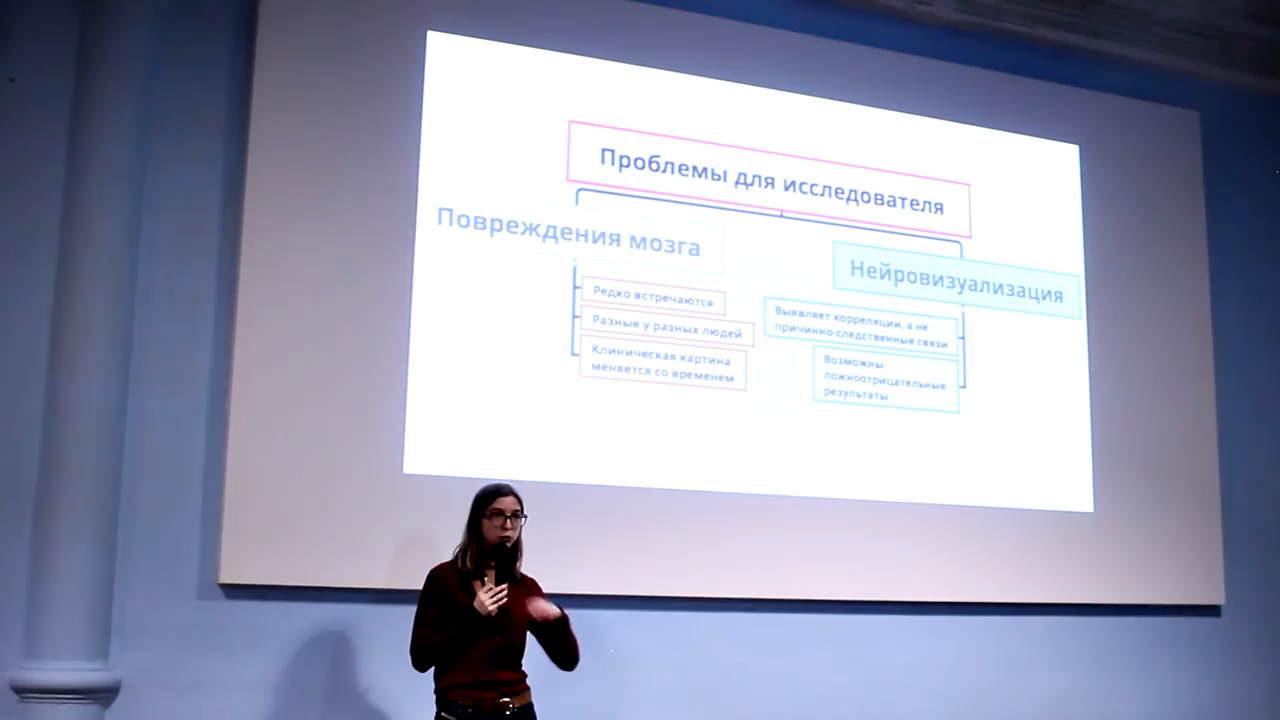 Проблемы для исследователя
Повреждения мозга
Редко встречаются
Разные у разных людей
Клиническая картина
меняется со временем
Нейровизуализация
Выявляет корреляции, а не
причинно-следственные связи
Возможны
ложноотрицательные
результаты